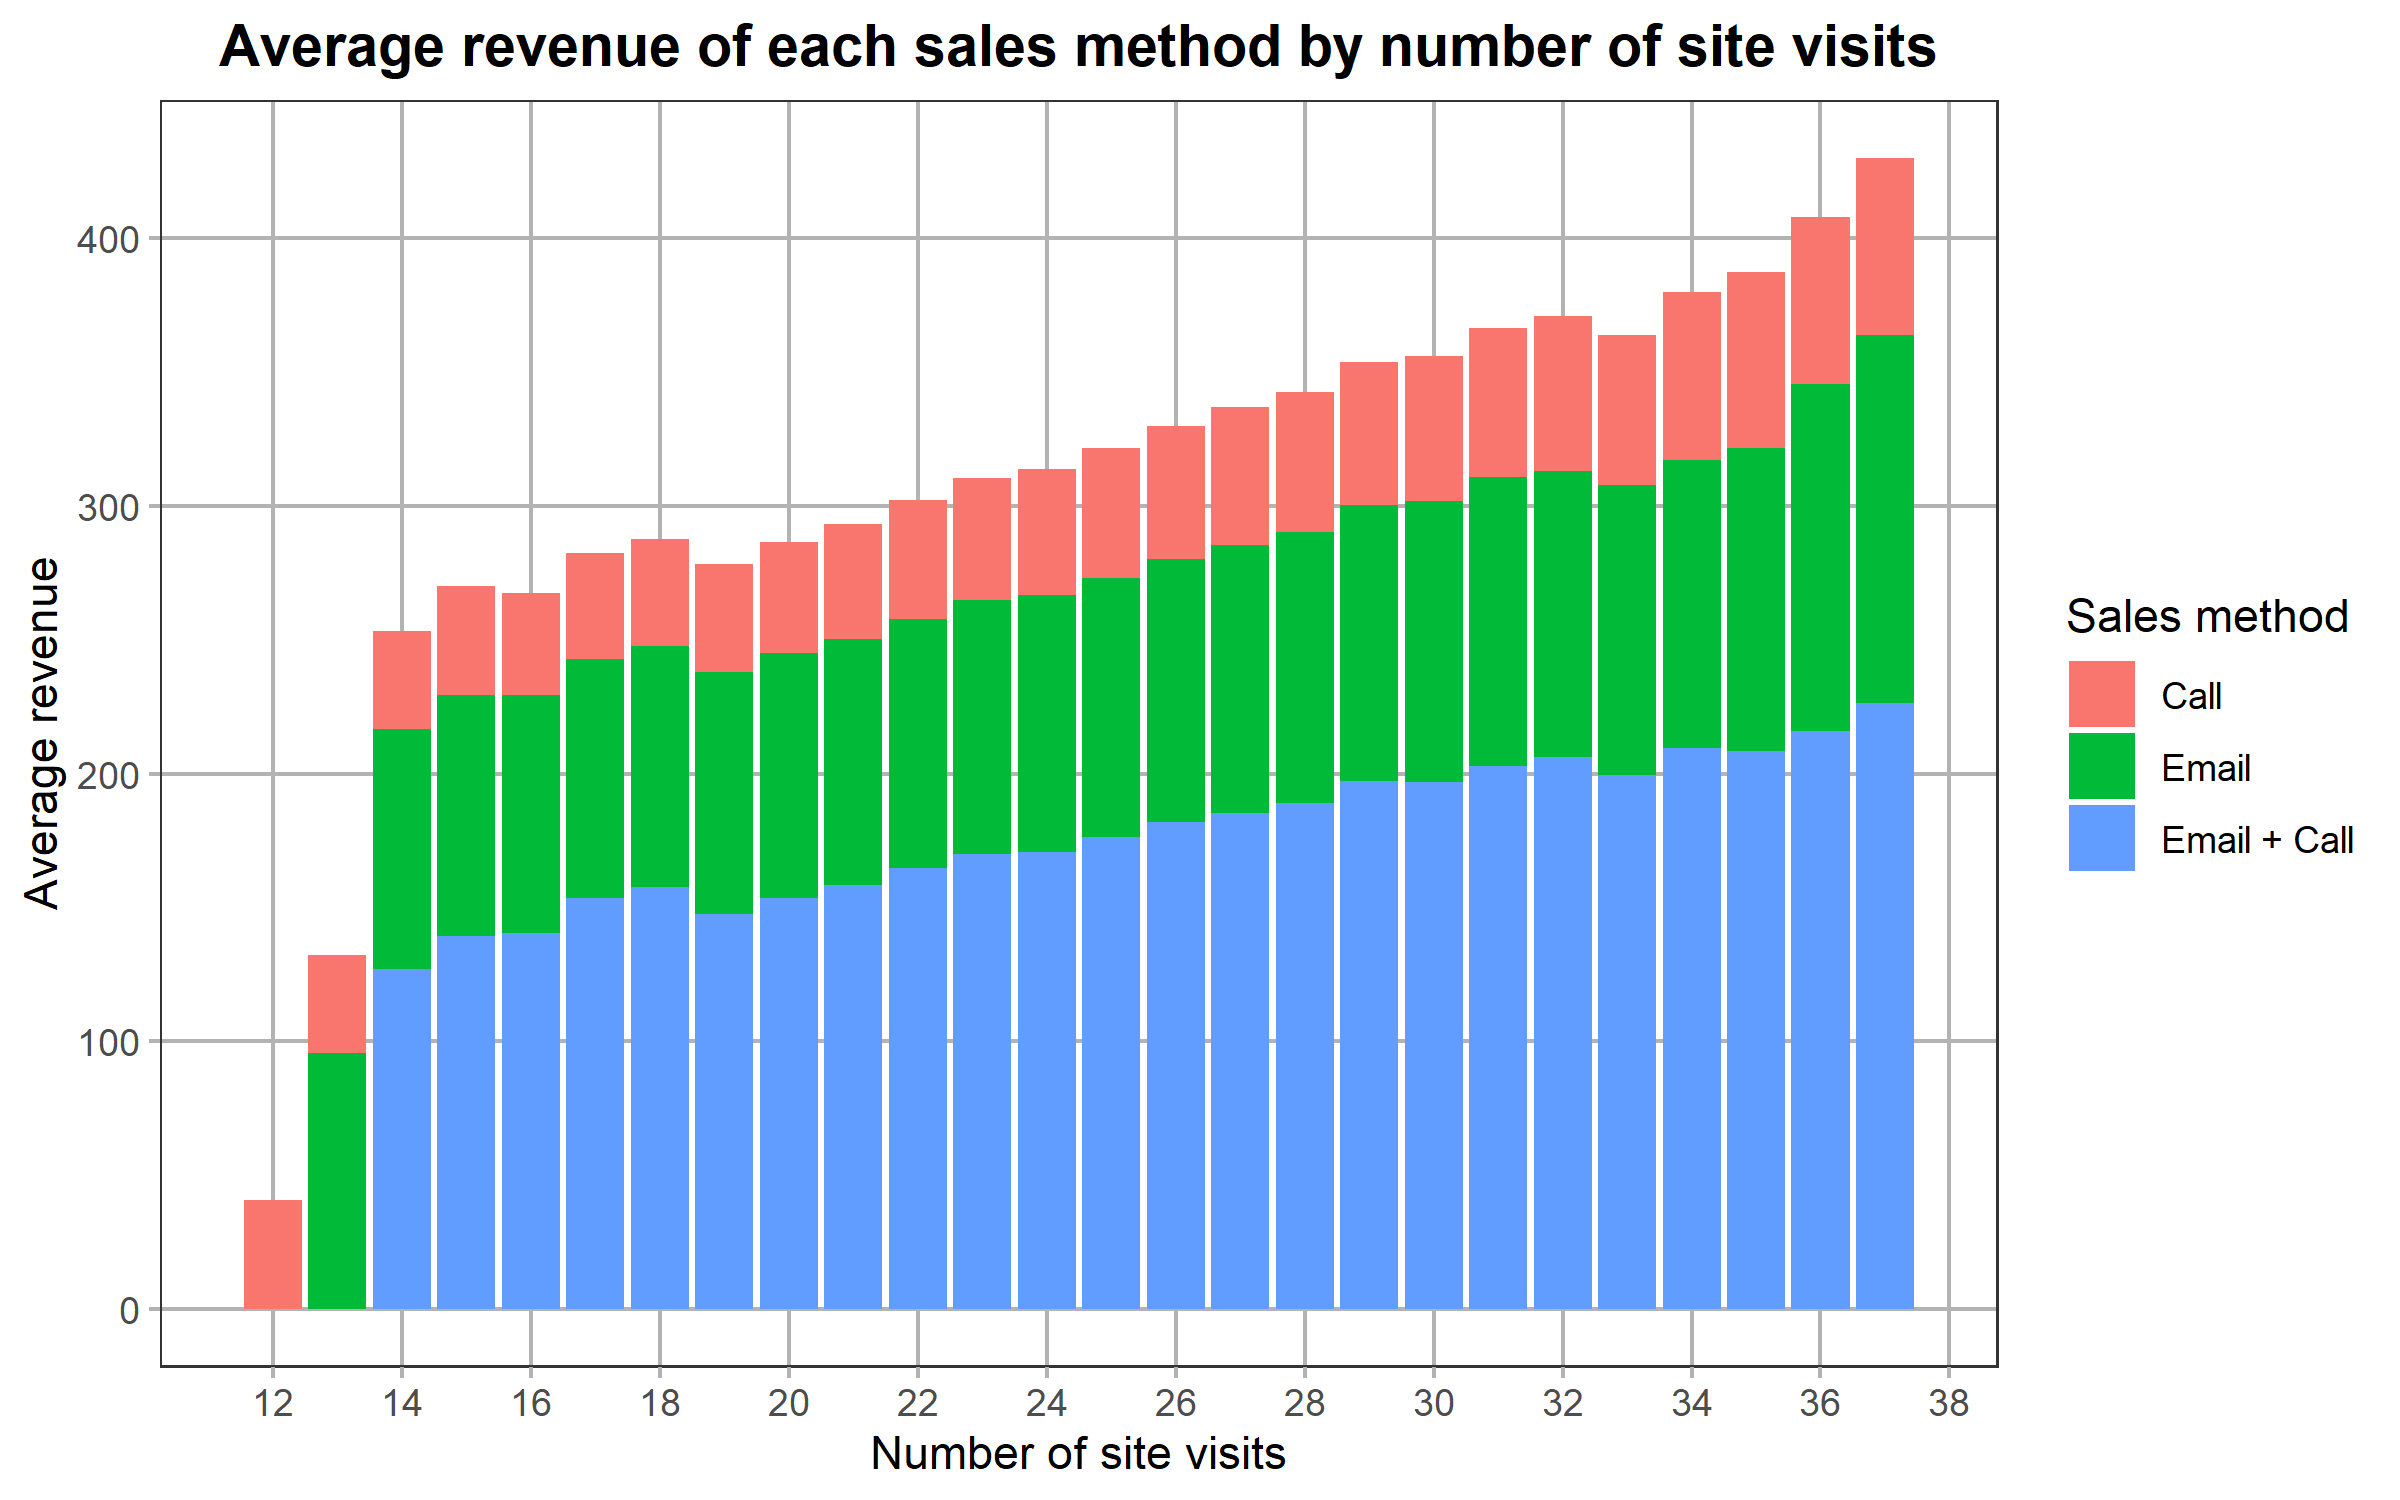 Average revenue of each sales method by number of site visits
Average revenue
400
300
200
100
0
12 14 16 18 20 22 24 26 28 30 32 34 36 38
Number of site visits
Sales method
Call
Email
Email + Call